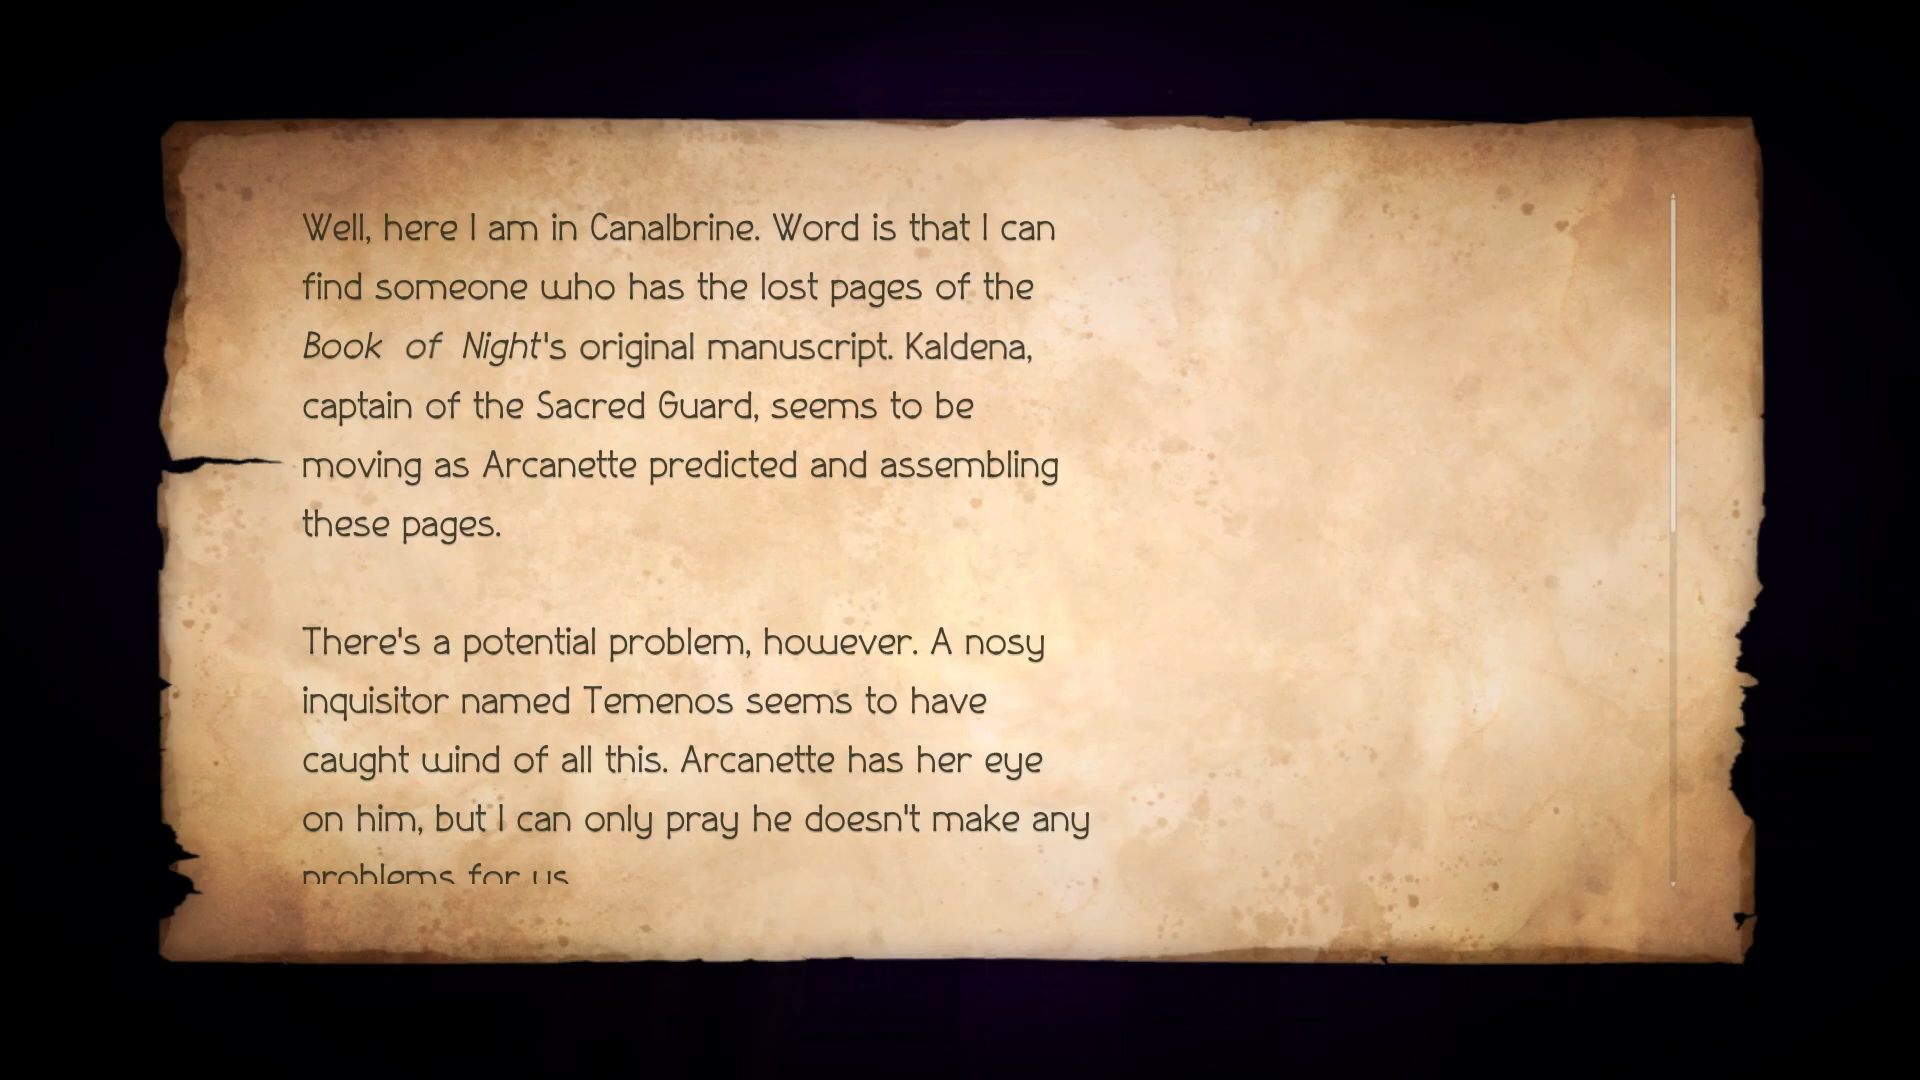 Well, here I am in Canalbrine. Word is that I can
find someone who has the lost pages of the
Book of Night's original manuscript. Kaldena,
captain of the Sacred Guard, seems to be
moving as Arcanette predicted and assembling
these pages.
There's a potential problem, however. A nosy
inquisitor named Temenos seems to have
caught wind of all this. Arcanette has her eye
on him, but I can only pray he doesn't make any
problems for us